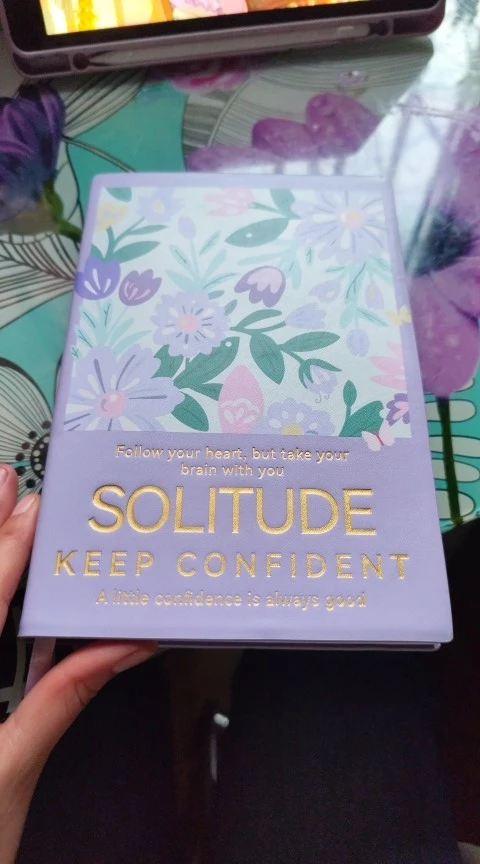 Follow your heart, but take your
brain with you
SOLITUDE
KEEP CONFIDENT
A little confidence is always good